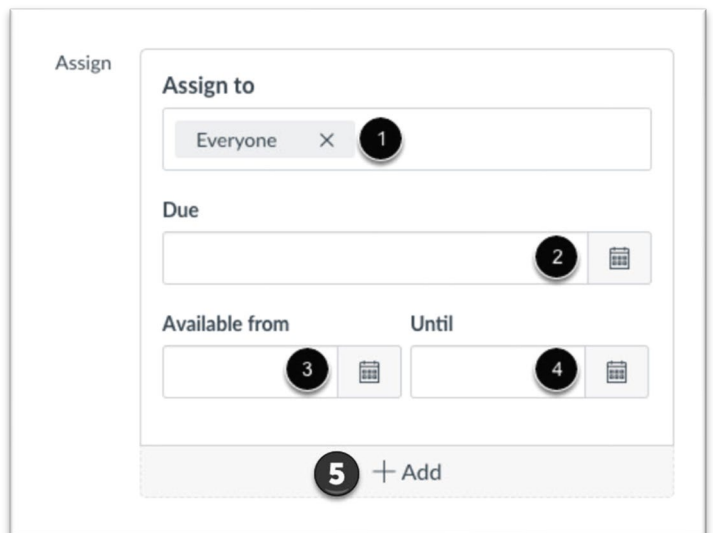 Assign
Assign to
Everyone × 1
Due
2
Available from Until
3 4
5 + Add